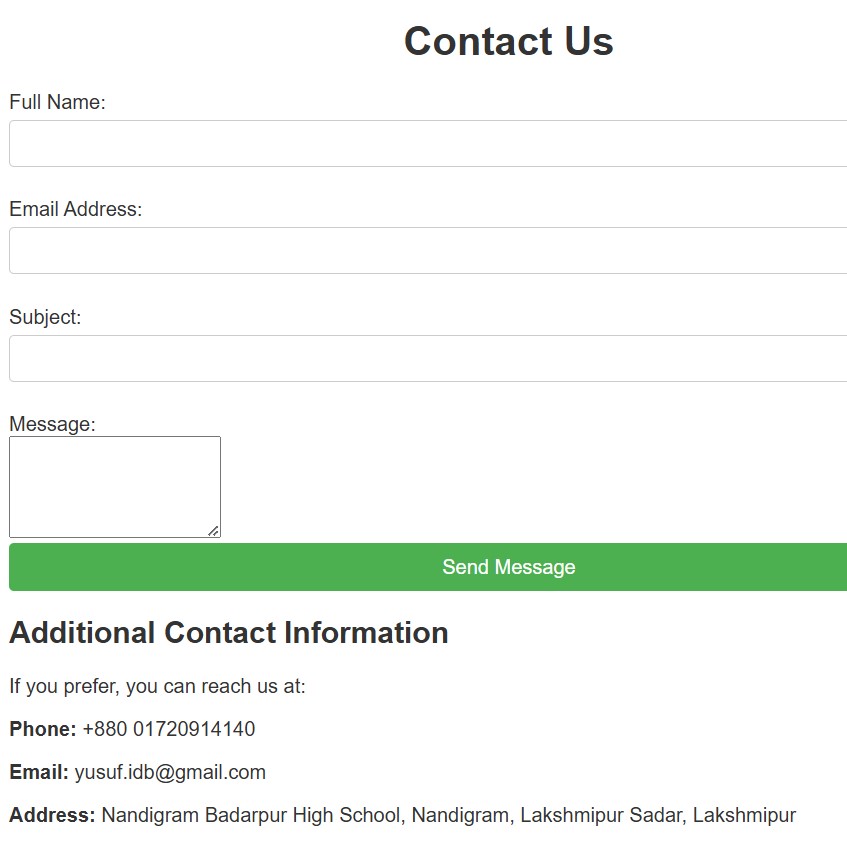 Contact Us
Full Name:
Email Address:
Subject:
Message:
Send Message
Additional Contact Information
If you prefer, you can reach us at:
Phone: +880 01720914140
Email: yusuf.idb@gmail.com
Address: Nandigram Badarpur High School, Nandigram, Lakshmipur Sadar, Lakshmipur